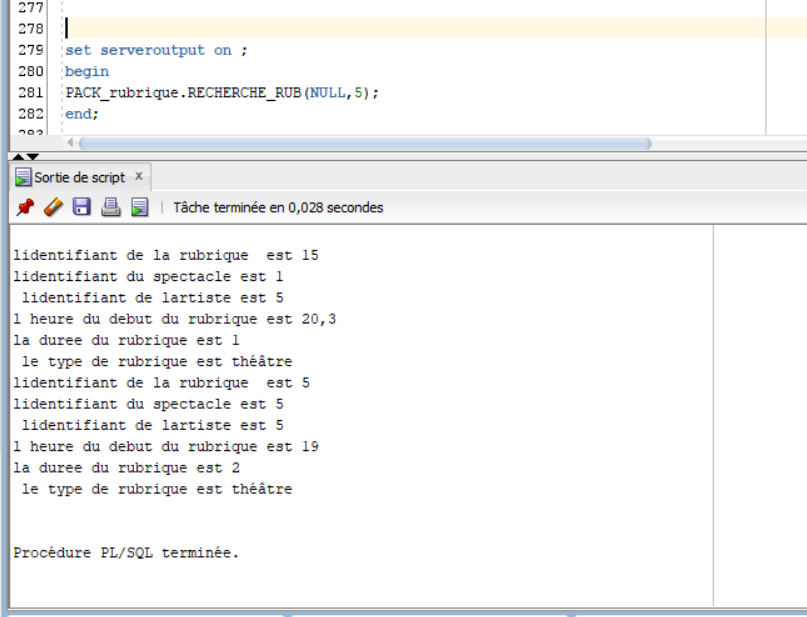 277
278
279 set serveroutput on ;
280 begin
281 PACK_rubrique.RECHERCHE_RUB(NULL,5);
282 end;
283
Sortie de script x
Tâche terminée en 0,028 secondes
lidentifiant de la rubrique  est 15
lidentifiant du spectacle est 1
lidentifiant de lartiste est 5
l heure du debut du rubrique est 20,3
la duree du rubrique est 1
le type de rubrique est théâtre
lidentifiant de la rubrique  est 5
lidentifiant du spectacle est 5
lidentifiant de lartiste est 5
l heure du debut du rubrique est 19
la duree du rubrique est 2
le type de rubrique est théâtre
Procédure PL/SQL terminée.